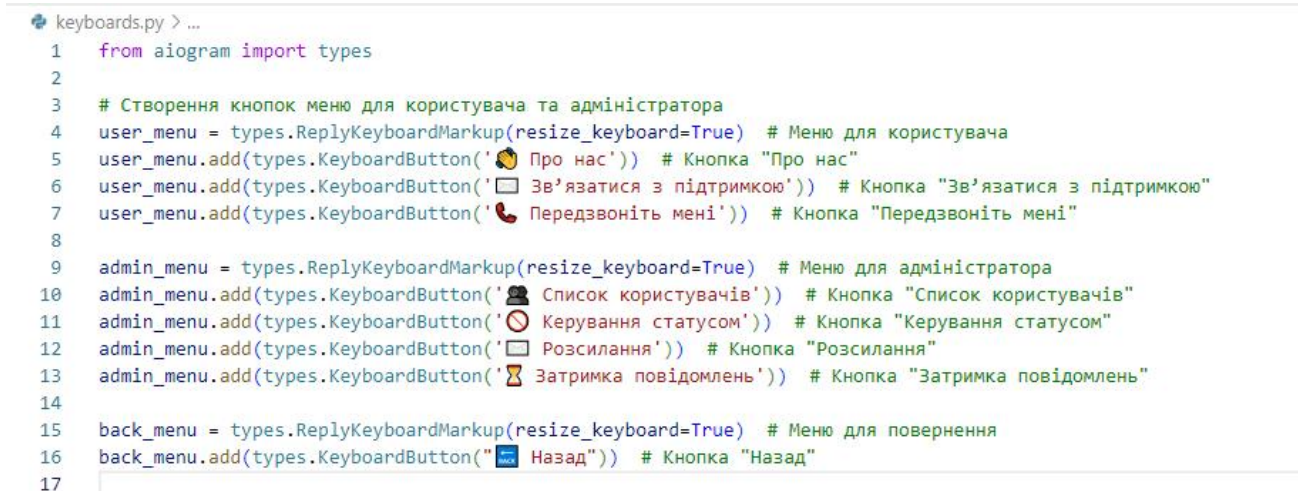 keyboards.py > ...
1 from aiogram import types
2
3 # Створення кнопок меню для користувача та адміністратора
4 user_menu = types.ReplyKeyboardMarkup(resize_keyboard=True)  # Меню для користувача
5 user_menu.add(types.KeyboardButton('👋 Про нас'))  # Кнопка "Про нас"
6 user_menu.add(types.KeyboardButton('✉️ Зв’язатися з підтримкою'))  # Кнопка "Зв’язатися з підтримкою"
7 user_menu.add(types.KeyboardButton('📞 Передзвоніть мені'))  # Кнопка "Передзвоніть мені"
8
9 admin_menu = types.ReplyKeyboardMarkup(resize_keyboard=True)  # Меню для адміністратора
10 admin_menu.add(types.KeyboardButton('👥 Список користувачів'))  # Кнопка "Список користувачів"
11 admin_menu.add(types.KeyboardButton('🚫 Керування статусом'))  # Кнопка "Керування статусом"
12 admin_menu.add(types.KeyboardButton('✉️ Розсилання'))  # Кнопка "Розсилання"
13 admin_menu.add(types.KeyboardButton('⏳ Затримка повідомлень'))  # Кнопка "Затримка повідомлень"
14
15 back_menu = types.ReplyKeyboardMarkup(resize_keyboard=True)  # Меню для повернення
16 back_menu.add(types.KeyboardButton("🔙 Назад"))  # Кнопка "Назад"
17